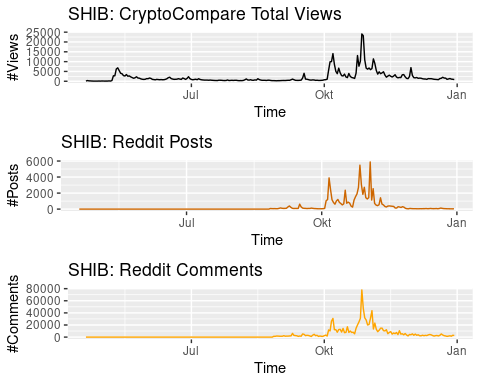 SHIB: CryptoCompare Total Views
#Views
25000
20000
15000
10000
5000
0
Jul
Okt
Jan
Time
SHIB: Reddit Posts
#Posts
6000
4000
2000
0
Jul
Okt
Jan
Time
SHIB: Reddit Comments
#Comments
80000
60000
40000
20000
0
Jul
Okt
Jan
Time